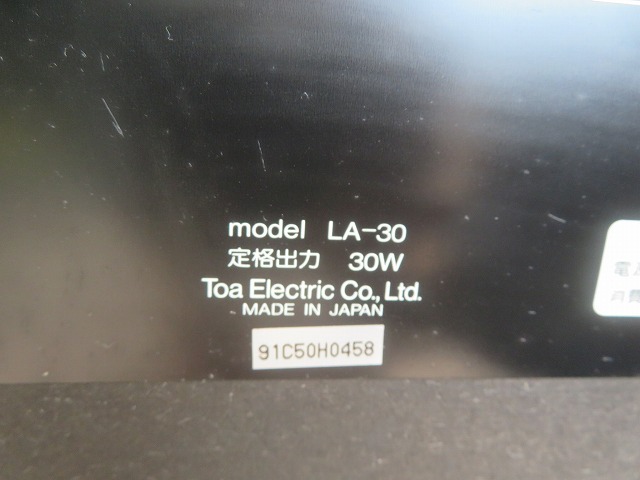 model LA-30
定格出力 30W
Toa Electric Co., Ltd.
MADE IN JAPAN
91C50H0458